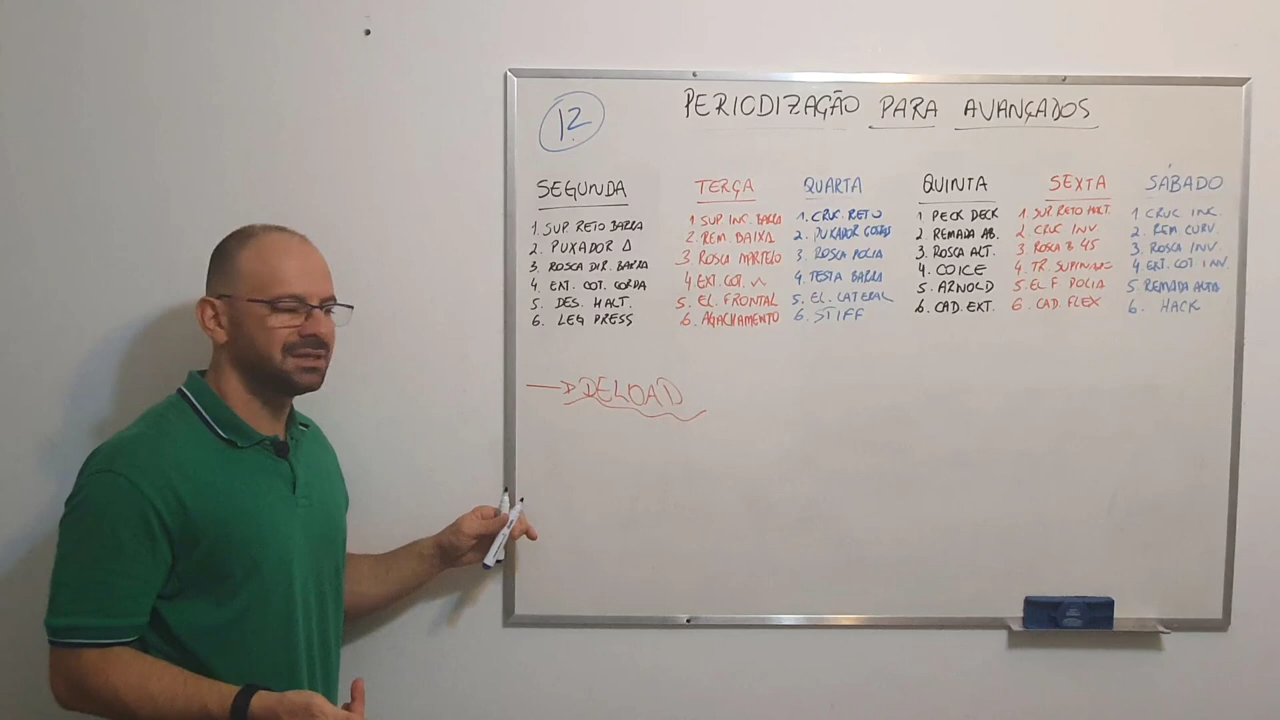 12
PERIODIZAÇÃO PARA AVANÇADOS
SEGUNDA
1. SUP. RETO BARRA
2. PUXADOR Δ
3. ROSCA DIR. BARRA
4. EXT. COT. CORDA
5. DES. HALT.
6. LEG PRESS
TERÇA
1 SUP. INC. BARRA
2. REM. BAIXA
3. ROSCA MARTELO
4. EXT. COT. ^
5. EL. FRONTAL
6. AGACHAMENTO
QUARTA
1. CRUC. RETO
2. PUXADOR COSTAS
3. ROSCA POLIA
4. TESTA BARRA
5. EL. LATERAL
6. STIFF
QUINTA
1 PECK DECK
2. REMADA AB.
3. ROSCA ALT.
4. COICE
5. ARNOLD
6. CAD. EXT.
SEXTA
1. SUP. RETO HALT.
2. CRUC INV.
3. ROSCA B 45
4. TR. SUPINADO
5. EL F POLIA
6. CAD. FLEX
SÁBADO
1. CRUC INC.
2. REM. CURV.
3. ROSCA INV.
4 EXT. COT INV.
5. REMADA ALTA
6. HACK
→ DELOAD